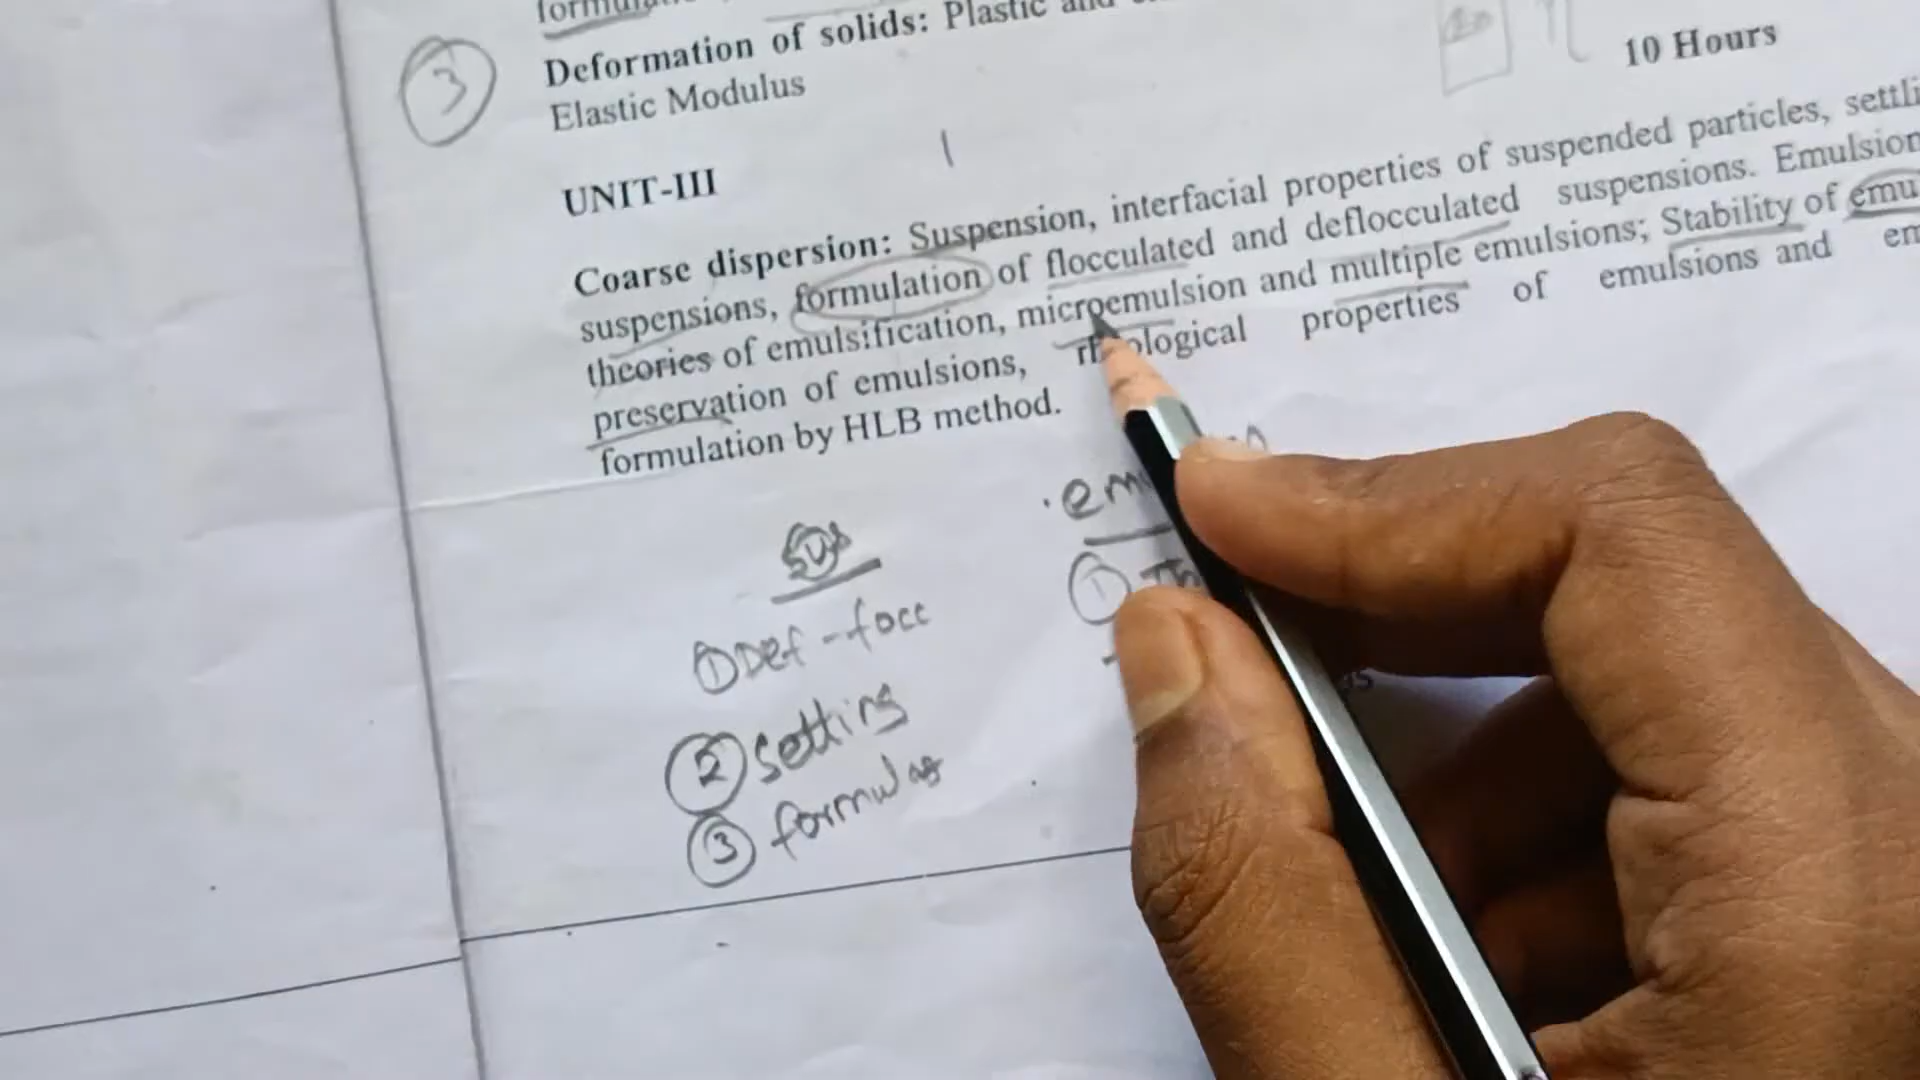 Deformation of solids: Plastic and
Elastic Modulus
3
10 Hours
UNIT-III
Coarse dispersion: Suspension, interfacial properties of suspended particles, settli
suspensions, formulation of flocculated and deflocculated suspensions. Emulsion
theories of emulsification, microemulsion and multiple emulsions; Stability of emu
preservation of emulsions, properties of emulsions and em
formulation by HLB method.
sus
① Def - focc
② setting
③ formulas
. em
①